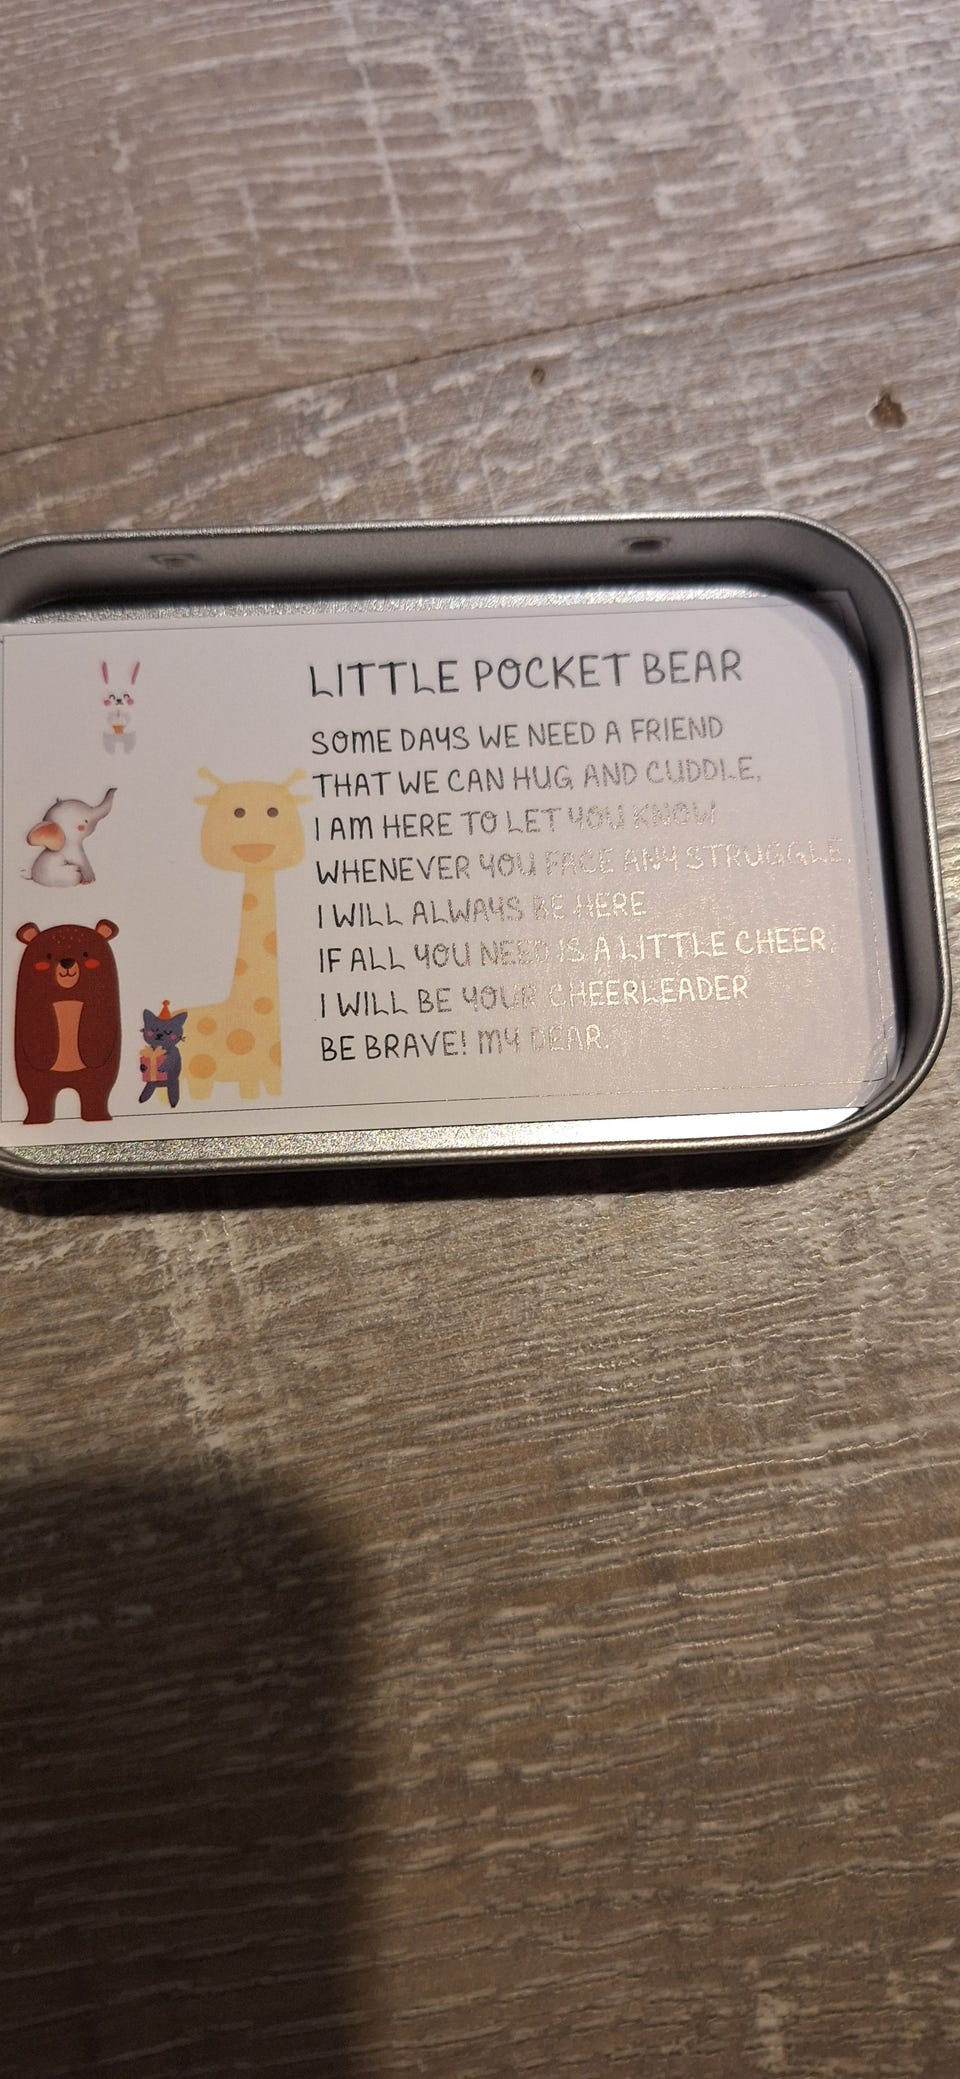 LITTLE POCKET BEAR
SOME DAYS WE NEED A FRIEND
THAT WE CAN HUG AND CUDDLE,
I AM HERE TO LET YOU KNOW
WHENEVER YOU FACE ANY STRUGGLE,
I WILL ALWAYS BE HERE
IF ALL YOU NEED IS A LITTLE CHEER,
I WILL BE YOUR CHEERLEADER
BE BRAVE! MY DEAR.